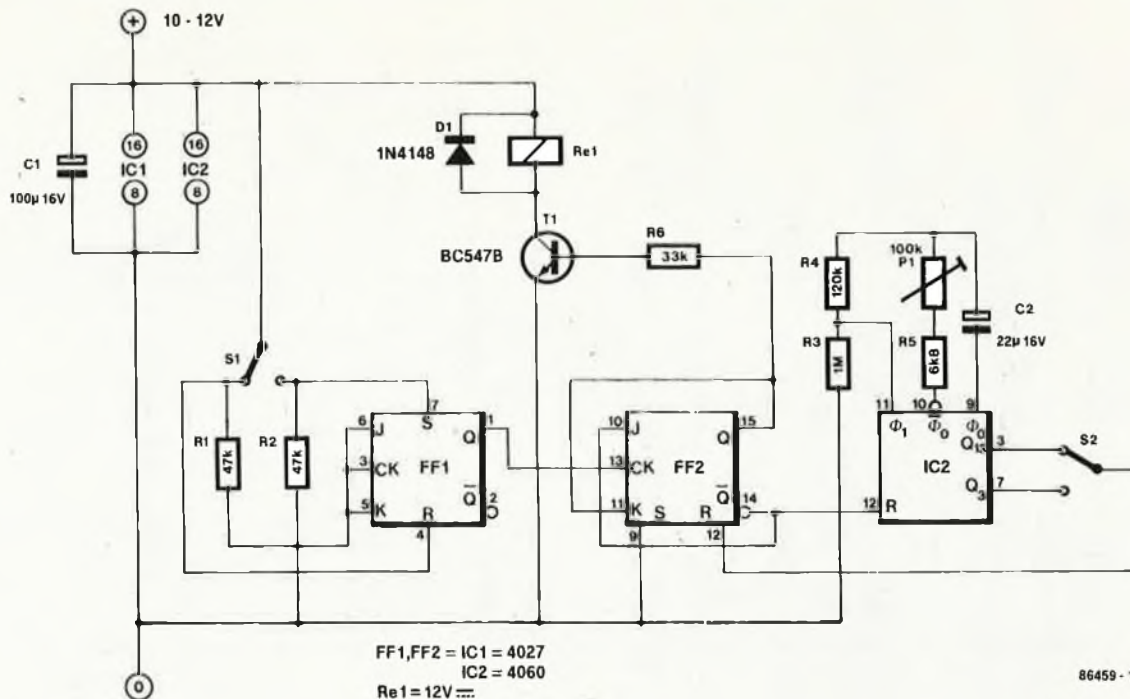 + 10 - 12V
C1
100µ 16V
16
IC1
8
16
IC2
8
D1
1N4148
Re1
T1
BC547B
R6
33k
R4
120k
100k
P1
C2
22µ 16V
R3
1M
R5
6k8
S1
R1
47k
R2
47k
7
6 J S Q 1
3 CK FF1
5 K R Q 2
4
10 J Q 15
13 CK FF2
11 K S R Q 14
9 12
11 10 9
Φ1 Φ0 Φ0
Q13 3
IC2
Q3 7
12 R
S2
0
FF1,FF2 = IC1 = 4027
IC2 = 4060
Re1 = 12V
86459 - 1